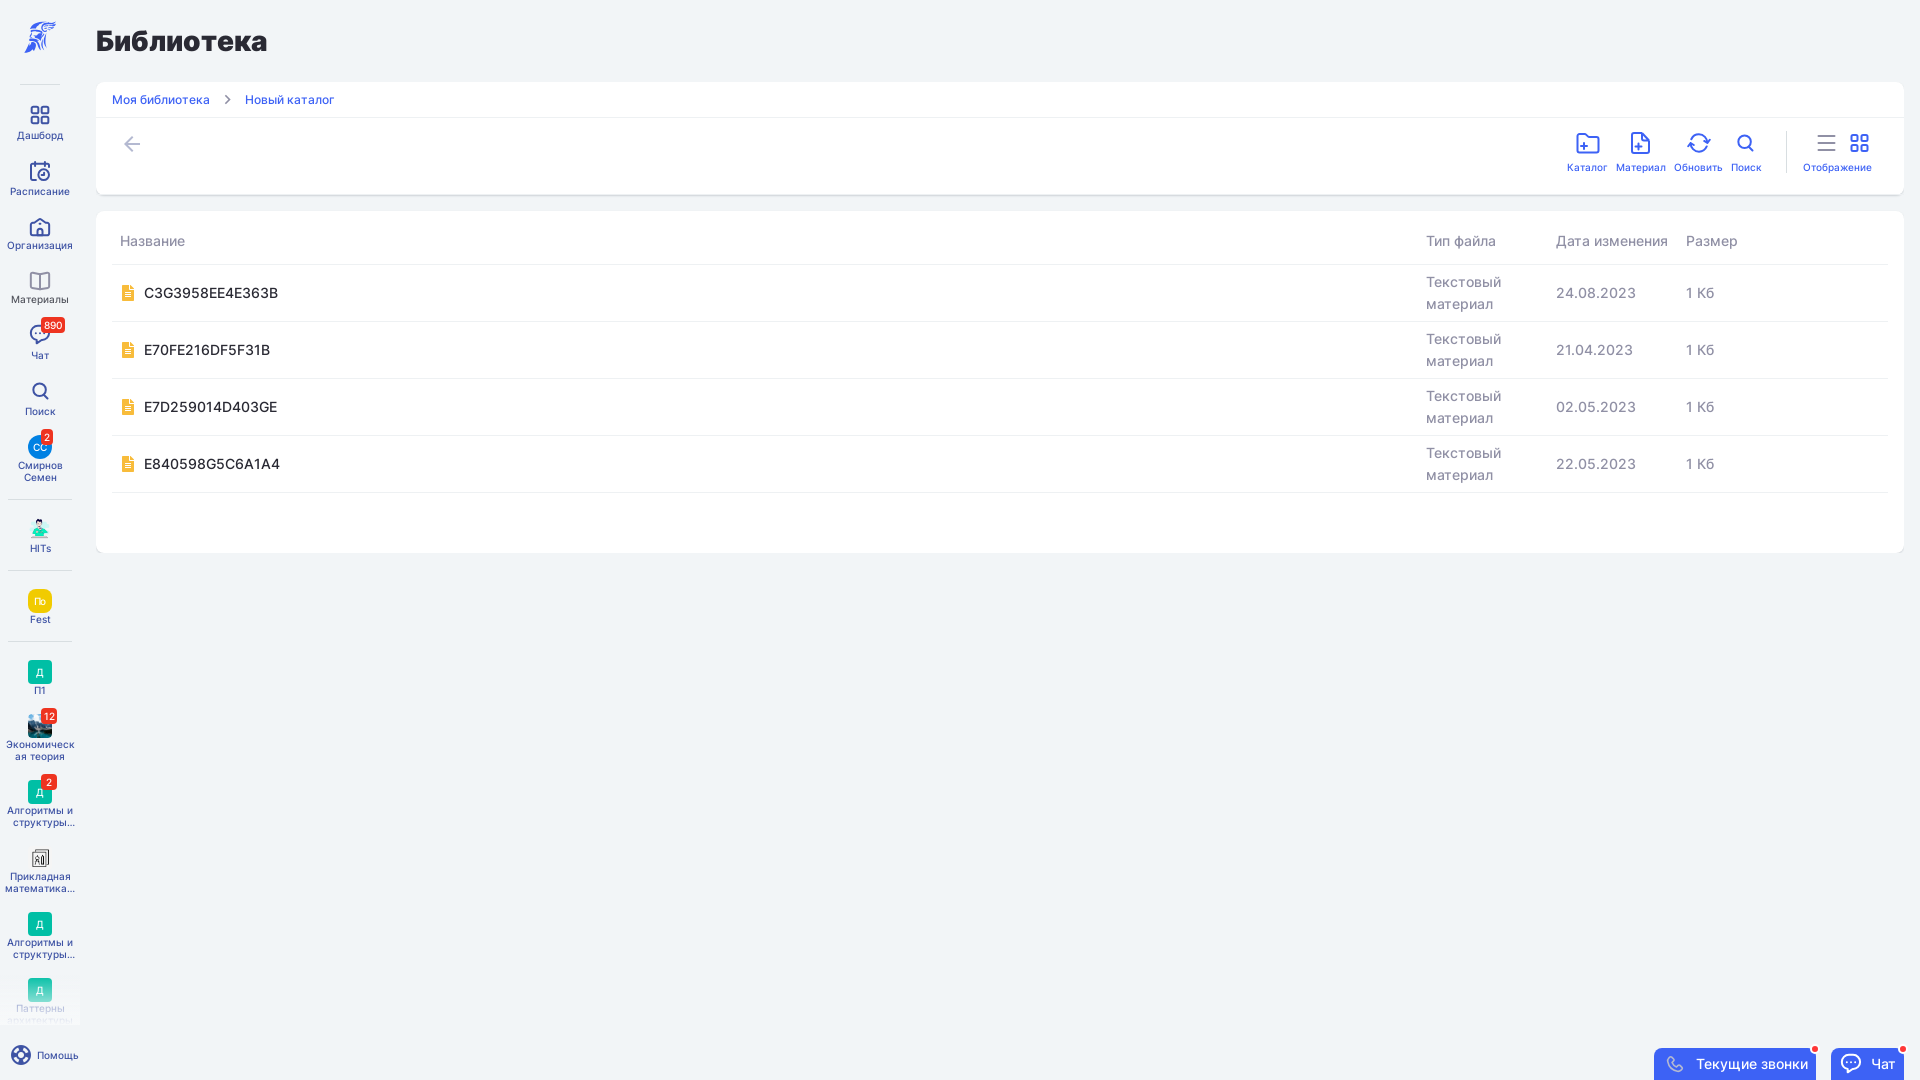 Библиотека
Моя библиотека
Новый каталог
Каталог
Материал
Обновить
Поиск
Отображение
Название
Тип файла
Дата изменения
Размер
C3G3958EE4E363B
Текстовый
материал
24.08.2023
1 Кб
E70FE216DF5F31B
Текстовый
материал
21.04.2023
1 Кб
E7D259014D403GE
Текстовый
материал
02.05.2023
1 Кб
E840598G5C6A1A4
Текстовый
материал
22.05.2023
1 Кб
Дашборд
Расписание
Организация
Материалы
890
Чат
Поиск
2
СС
Смирнов
Семен
HITs
По
Fest
Д
П1
12
Экономическ
ая теория
2
Д
Алгоритмы и
структуры...
Прикладная
математика...
Д
Алгоритмы и
структуры...
Д
Паттерны
архитектуры
Помощь
Текущие звонки
Чат